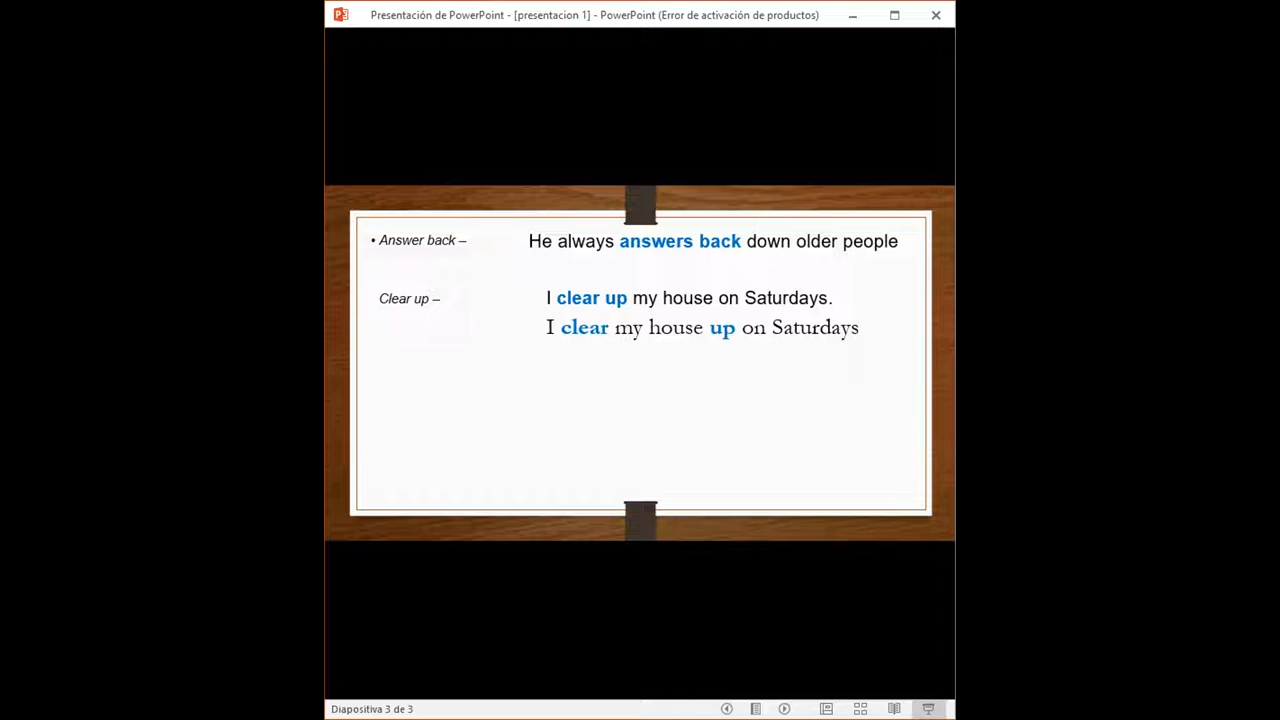 Presentación de PowerPoint - [presentacion 1] - PowerPoint (Error de activación de productos)
• Answer back – He always answers back down older people
Clear up – I clear up my house on Saturdays.
I clear my house up on Saturdays
Diapositiva 3 de 3